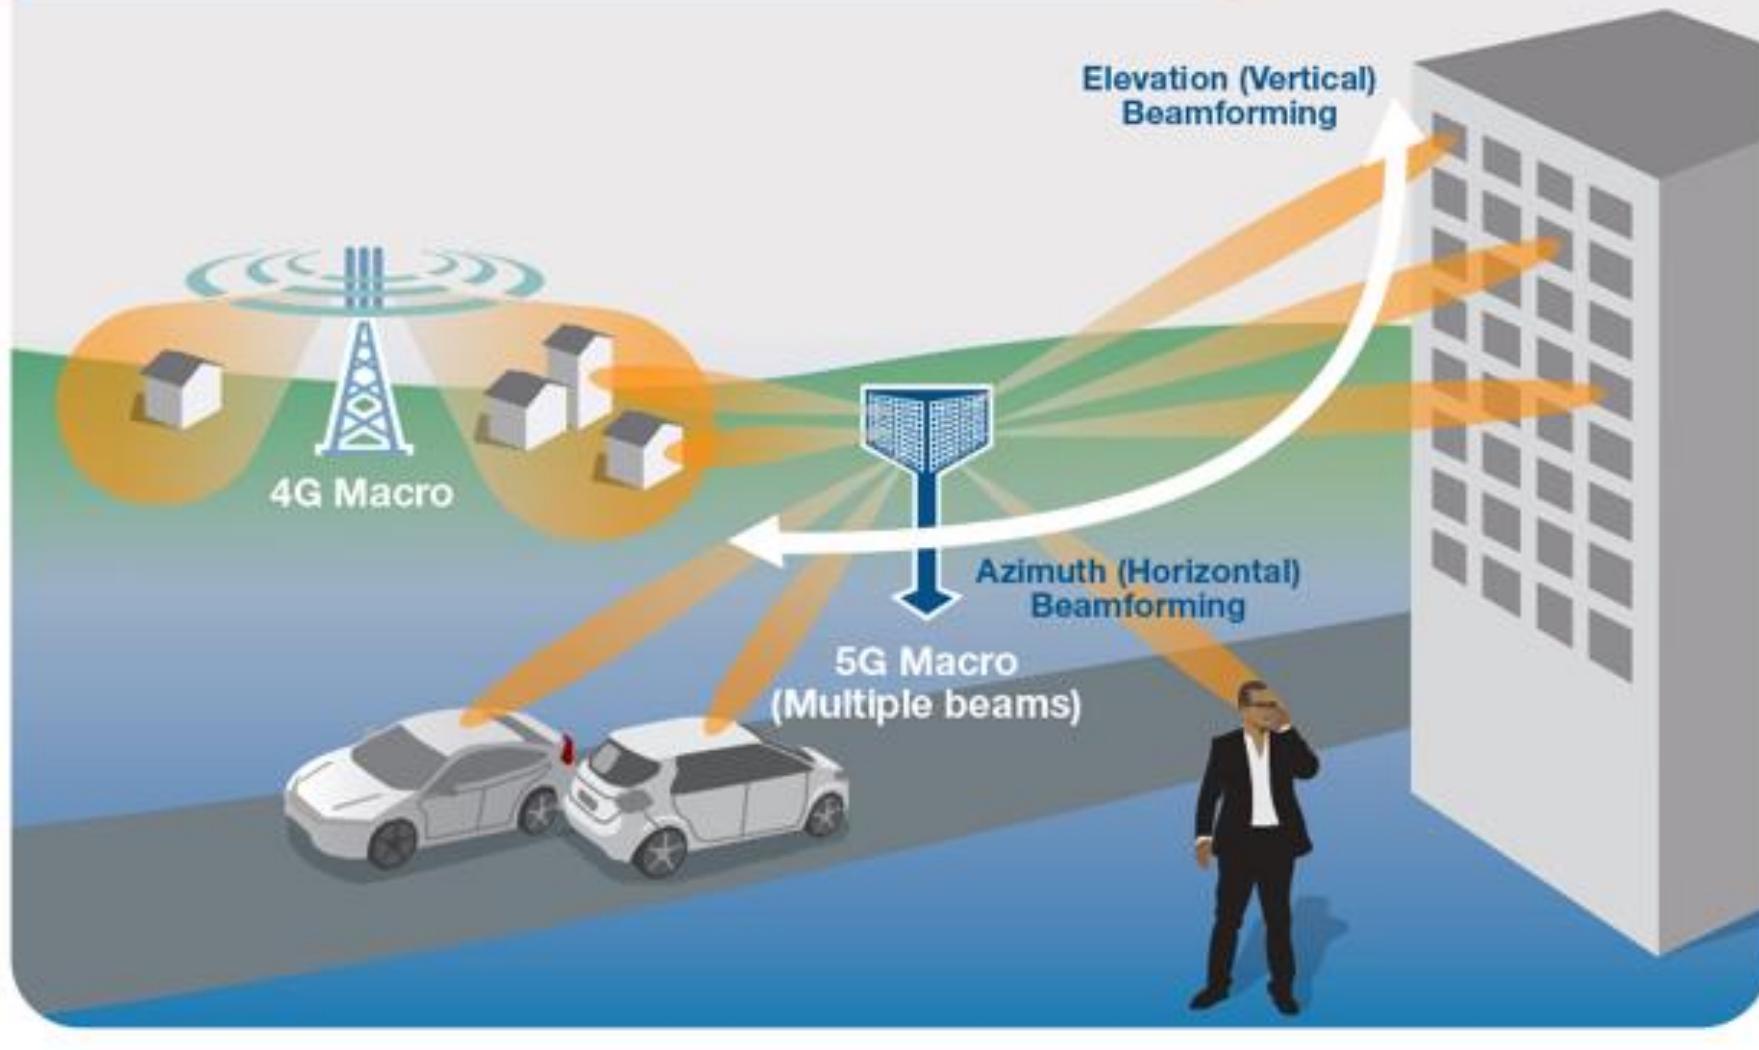 Elevation (Vertical)
Beamforming
4G Macro
Azimuth (Horizontal)
Beamforming
5G Macro
(Multiple beams)